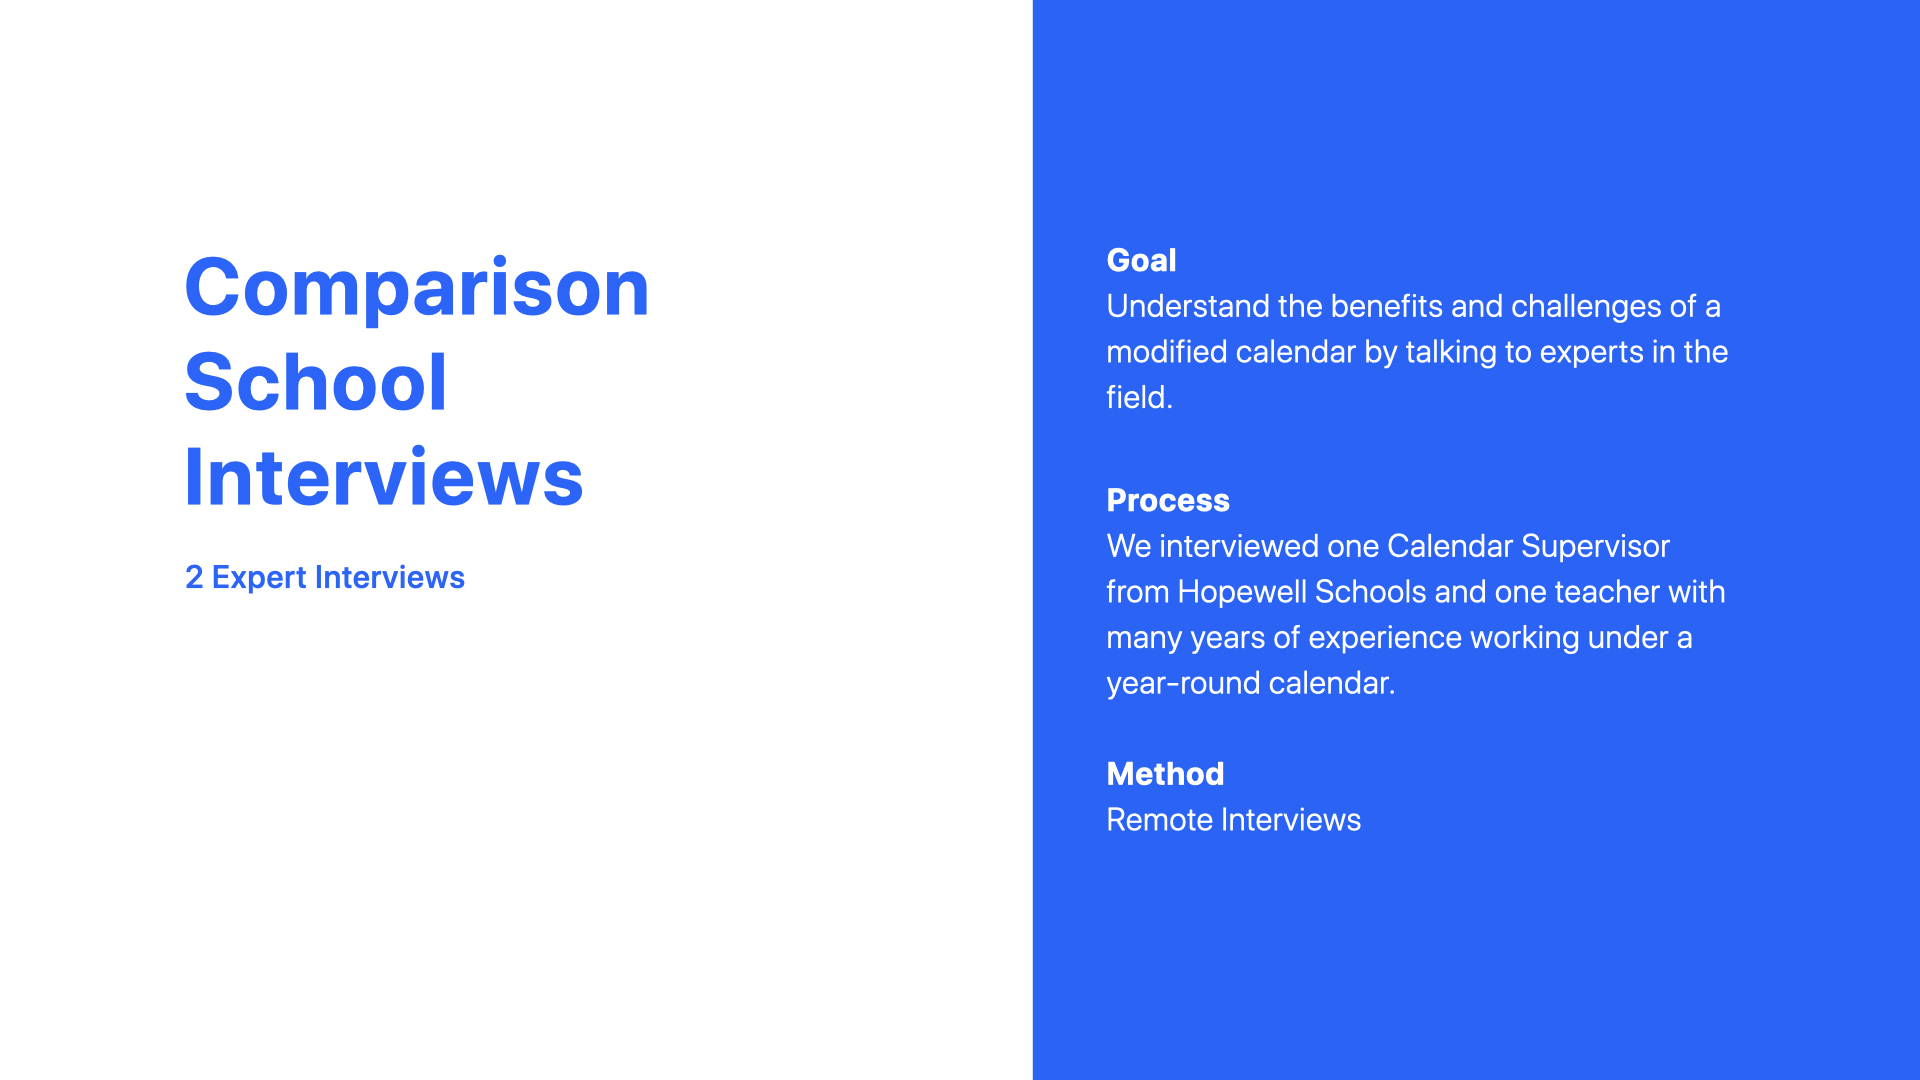 Comparison
School
Interviews
2 Expert Interviews
Goal
Understand the benefits and challenges of a
modified calendar by talking to experts in the
field.
Process
We interviewed one Calendar Supervisor
from Hopewell Schools and one teacher with
many years of experience working under a
year-round calendar.
Method
Remote Interviews